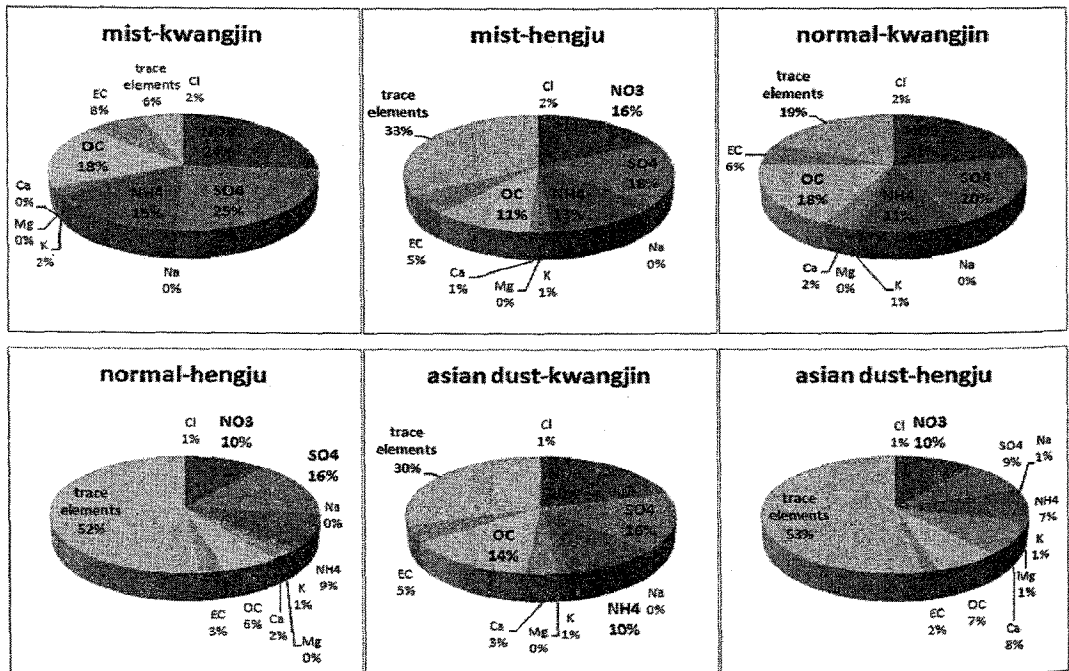 mist-kwangjin
trace
elements
6%
Cl
2%
EC
8%
OC
18%
SO4
25%
Ca
0%
Mg
0%
K
2%
Na
0%
mist-hengju
trace
elements
33%
Cl
2%
NO3
16%
SO4
18%
OC
11%
NH4
EC
5%
Ca
1%
Mg
0%
K
1%
Na
0%
normal-kwangjin
trace
elements
19%
Cl
2%
EC
6%
OC
18%
NH4
SO4
20%
Ca
2%
Mg
0%
K
1%
Na
0%
normal-hengju
Cl
1%
NO3
10%
SO4
16%
trace
elements
52%
Na
0%
NH4
9%
EC
3%
OC
6%
Ca
2%
K
1%
Mg
0%
asian dust-kwangjin
trace
elements
30%
Cl
1%
SO4
16%
OC
14%
EC
5%
Ca
3%
Mg
0%
K
1%
NH4
10%
Na
0%
asian dust-hengju
Cl
1%
NO3
10%
SO4
9%
Na
1%
trace
elements
53%
NH4
7%
K
1%
Mg
1%
EC
2%
OC
7%
Ca
8%